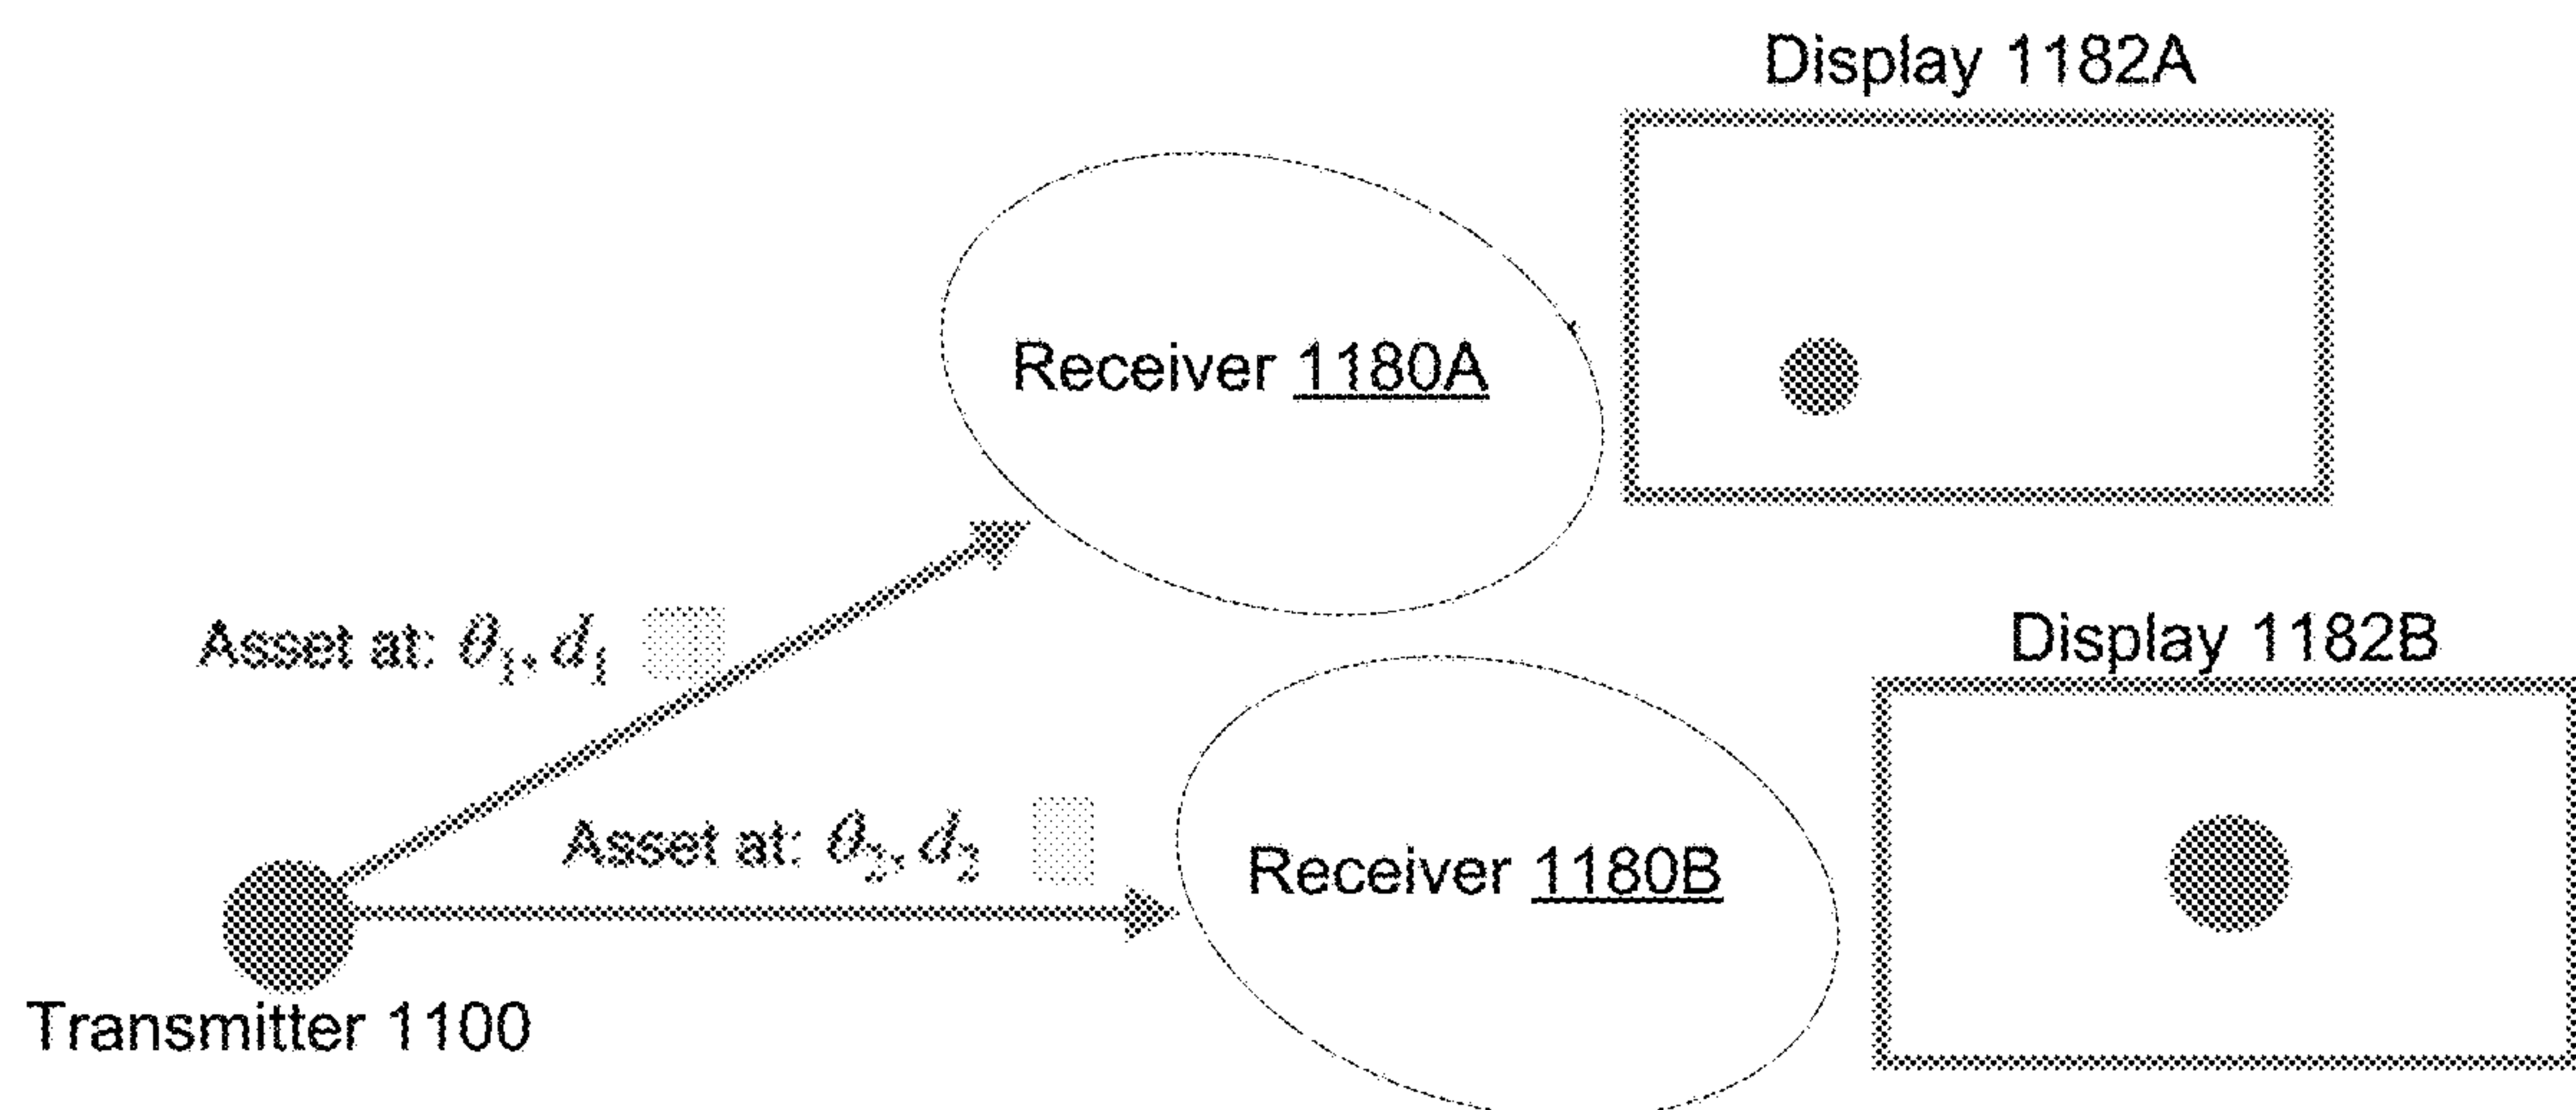 Display 1182A
Receiver 1180A
Asset at: θ₁, d₁
Display 1182B
Asset at: θ₂, d₂
Receiver 1180B
Transmitter 1100